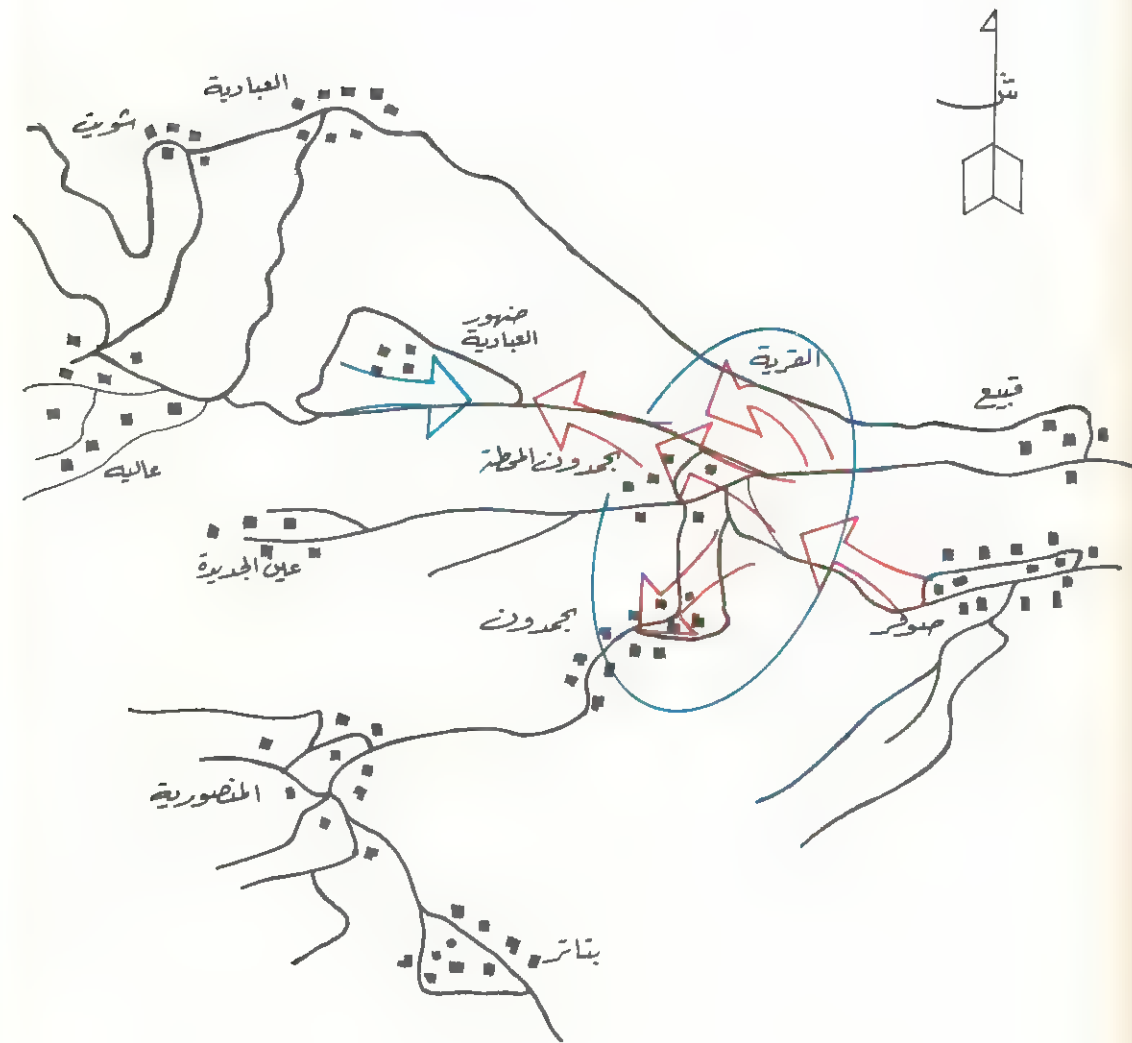 ش
العبادية
شويت
ضهور
العبادية
القرية
قبيع
بحمدون المحطة
عاليه
عين الجديدة
صوفر
بحمدون
المنصورية
بتاتر